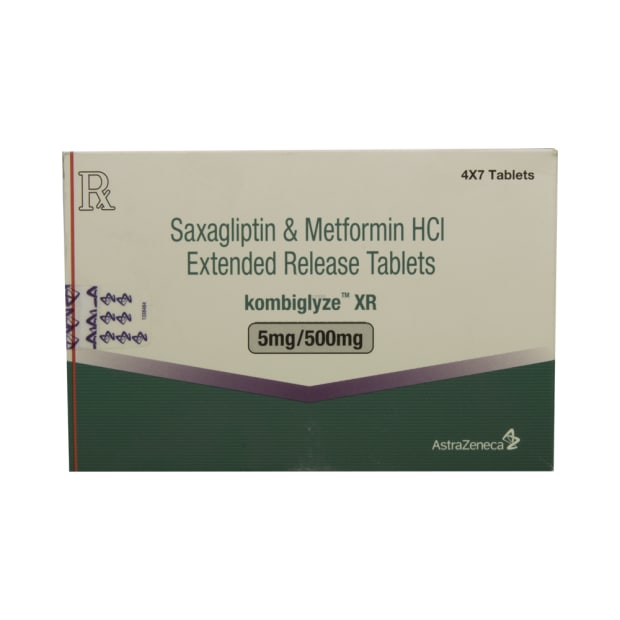 Rx
4X7 Tablets
Saxagliptin & Metformin HCl
Extended Release Tablets
kombiglyze™ XR
5mg/500mg
AstraZeneca